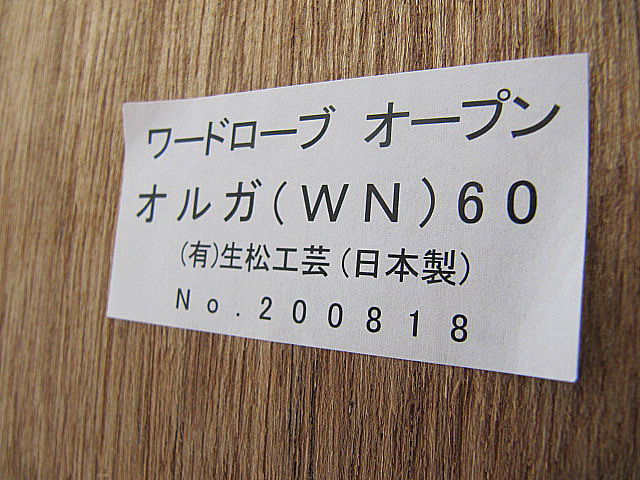 ワードローブ オープン
オルガ(WN)60
(有)生松工芸(日本製)
No.200818